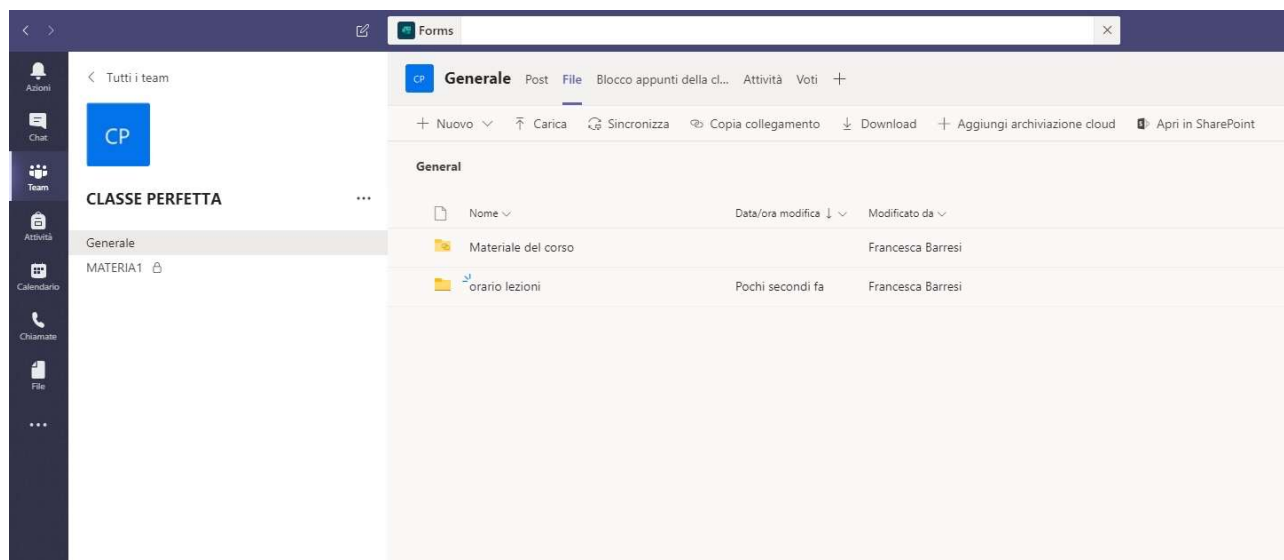 Forms
Azioni
Chat
Team
Attività
Calendario
Chiamate
File
Tutti i team
CP
CLASSE PERFETTA
Generale
MATERIA1
CP Generale Post File Blocco appunti della cl... Attività Voti
Nuovo Carica Sincronizza Copia collegamento Download Aggiungi archiviazione cloud Apri in SharePoint
General
Nome Data/ora modifica Modificato da
Materiale del corso Francesca Barresi
orario lezioni Pochi secondi fa Francesca Barresi